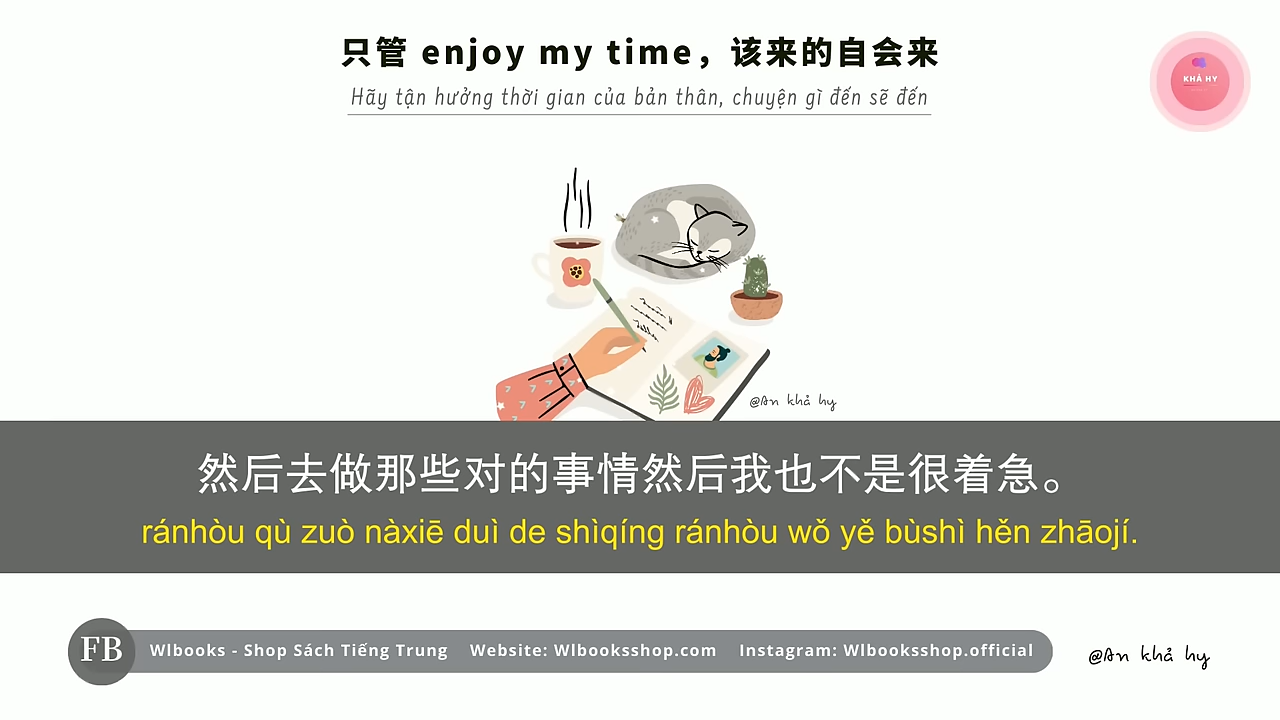 只管 enjoy my time，该来的自会来
Hãy tận hưởng thời gian của bản thân, chuyện gì đến sẽ đến
KHẢ HY
@An khả hy
然后去做那些对的事情然后我也不是很着急。
ránhòu qù zuò nàxiē duì de shìqíng ránhòu wǒ yě bùshì hěn zhāojí.
FB Wlbooks - Shop Sách Tiếng Trung Website: Wlbooksshop.com Instagram: Wlbooksshop.official
@An khả hy